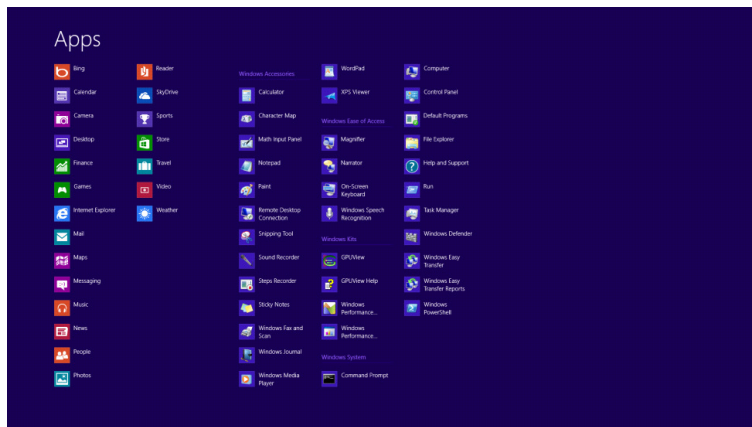 Apps
Bing
Calendar
Camera
Desktop
Finance
Games
Internet Explorer
Mail
Maps
Messaging
Music
News
People
Photos
Reader
SkyDrive
Sports
Store
Travel
Video
Weather
Windows Accessories
Calculator
Character Map
Math Input Panel
Notepad
Paint
Remote Desktop
Connection
Snipping Tool
Sound Recorder
Steps Recorder
Sticky Notes
Windows Fax and
Scan
Windows Journal
Windows Media
Player
WordPad
XPS Viewer
Windows Ease of Access
Magnifier
Narrator
On-Screen
Keyboard
Windows Speech
Recognition
Windows Kits
GPUView
GPUView Help
Windows
Performance...
Windows
Performance...
Windows System
Command Prompt
Computer
Control Panel
Default Programs
File Explorer
Help and Support
Run
Task Manager
Windows Defender
Windows Easy
Transfer
Windows Easy
Transfer Reports
Windows
PowerShell